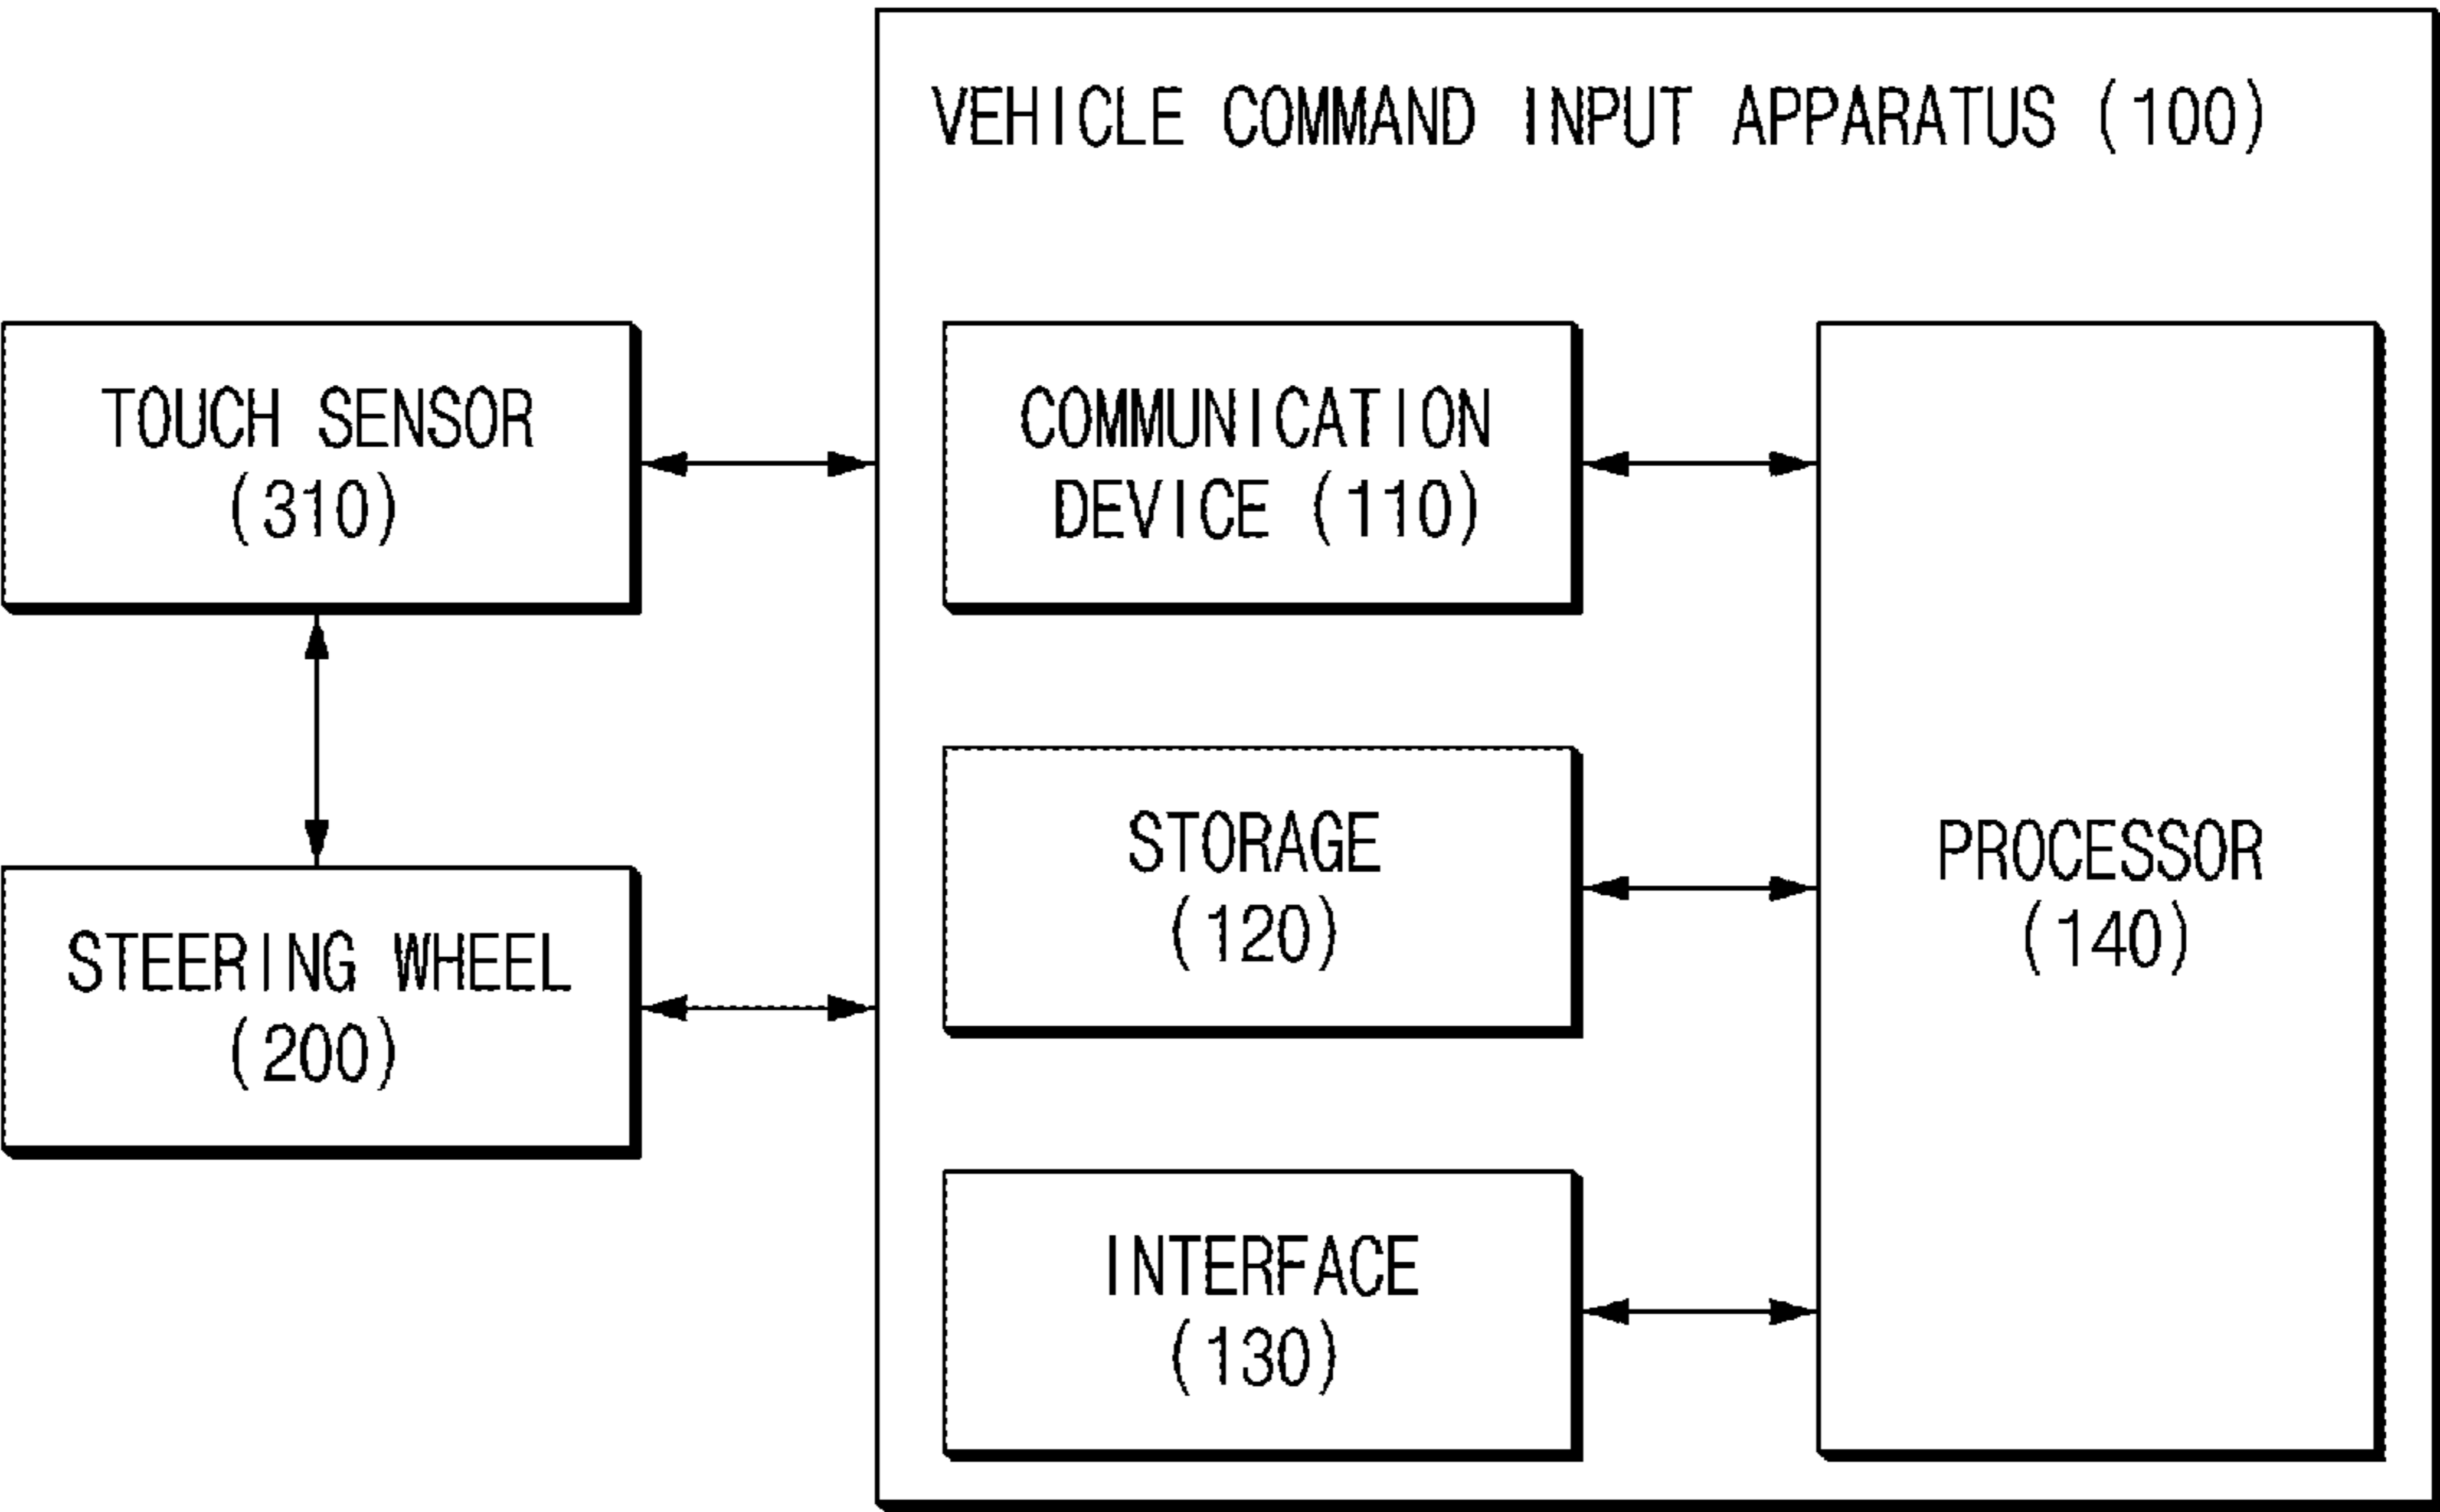 VEHICLE COMMAND INPUT APPARATUS (100)
TOUCH SENSOR
(310)
COMMUNICATION
DEVICE (110)
STORAGE
(120)
PROCESSOR
(140)
STEERING WHEEL
(200)
INTERFACE
(130)